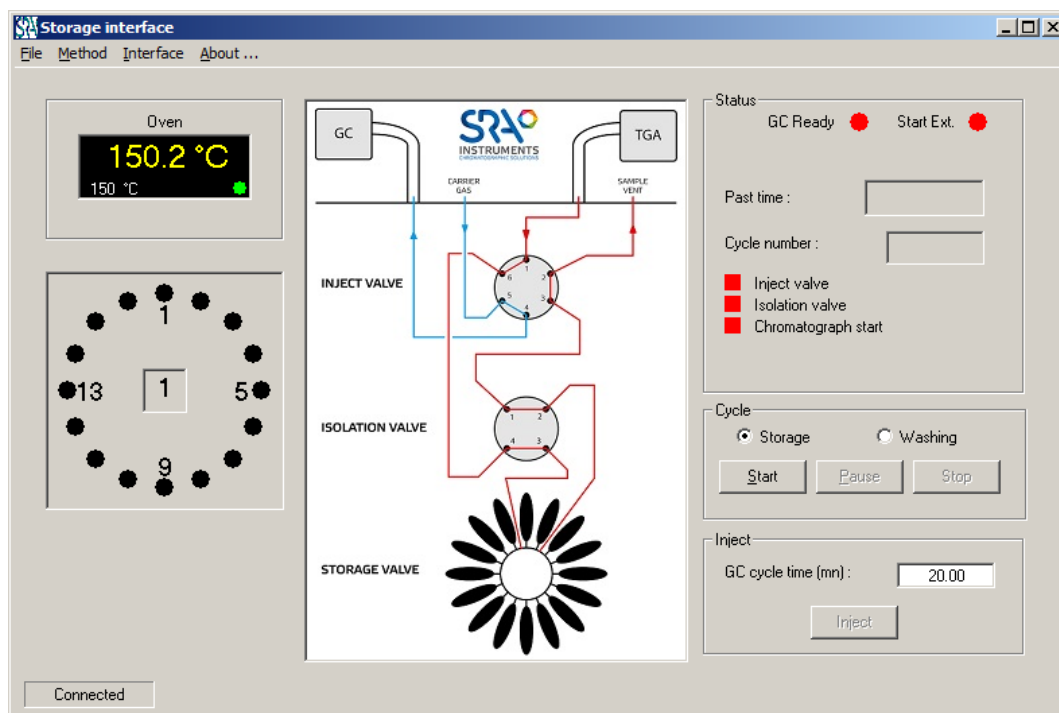 SRA Storage interface
File Method Interface About ...
Oven
150.2 °C
150 °C
1
5
9
13
1
GC
SRA
INSTRUMENTS
CHROMATOGRAPHIC SOLUTIONS
TGA
CARRIER
GAS
SAMPLE
VENT
INJECT VALVE
1
2
3
4
5
6
ISOLATION VALVE
1
2
3
4
STORAGE VALVE
Status
GC Ready Start Ext.
Past time :
Cycle number :
Inject valve
Isolation valve
Chromatograph start
Cycle
Storage Washing
Start Pause Stop
Inject
GC cycle time (mn) : 20.00
Inject
Connected